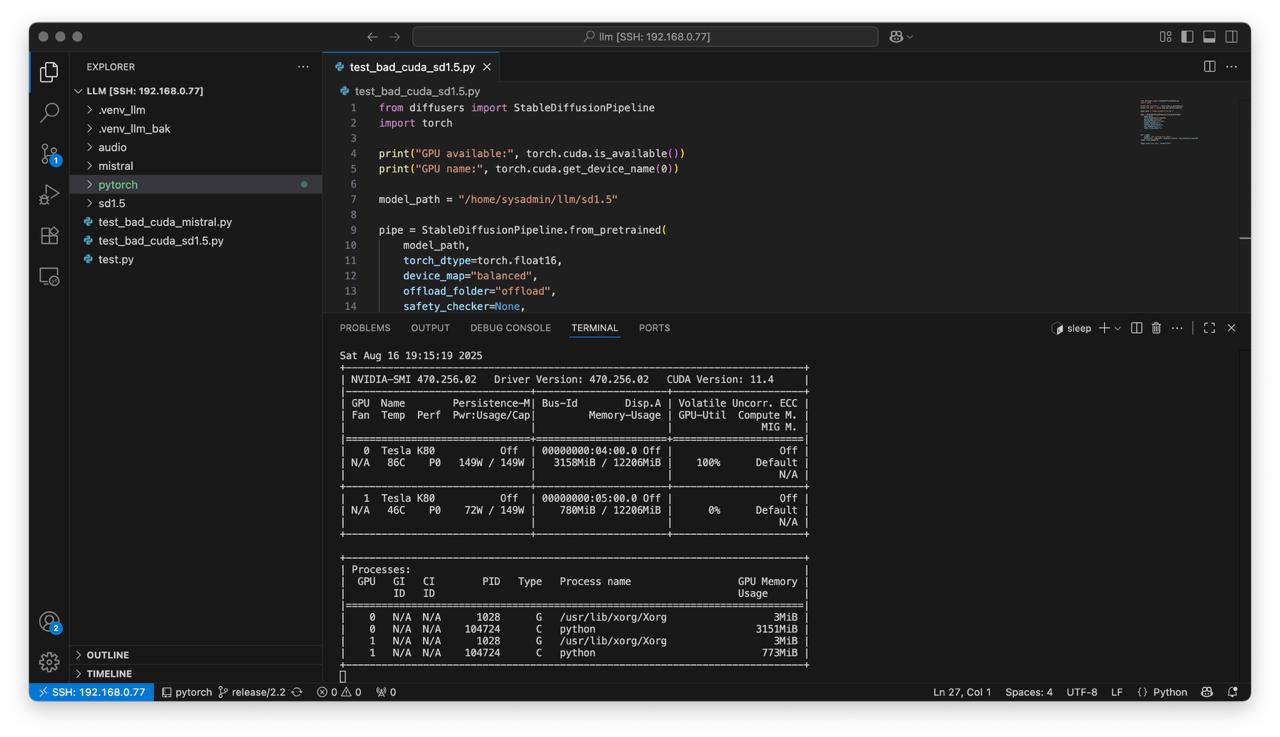 llm [SSH: 192.168.0.77]
EXPLORER
LLM [SSH: 192.168.0.77]
.venv_llm
.venv_llm_bak
audio
mistral
pytorch
sd1.5
test_bad_cuda_mistral.py
test_bad_cuda_sd1.5.py
test.py
1
2
OUTLINE
TIMELINE
test_bad_cuda_sd1.5.py
test_bad_cuda_sd1.5.py
1 from diffusers import StableDiffusionPipeline
2 import torch
3
4 print("GPU available:", torch.cuda.is_available())
5 print("GPU name:", torch.cuda.get_device_name(0))
6
7 model_path = "/home/sysadmin/llm/sd1.5"
8
9 pipe = StableDiffusionPipeline.from_pretrained(
10 model_path,
11 torch_dtype=torch.float16,
12 device_map="balanced",
13 offload_folder="offload",
14 safety_checker=None,
PROBLEMS OUTPUT DEBUG CONSOLE TERMINAL PORTS sleep
Sat Aug 16 19:15:19 2025
+-----------------------------------------------------------------------------+
| NVIDIA-SMI 470.256.02   Driver Version: 470.256.02   CUDA Version: 11.4     |
|-------------------------------+----------------------+----------------------+
| GPU  Name        Persistence-M| Bus-Id        Disp.A | Volatile Uncorr. ECC |
| Fan  Temp  Perf  Pwr:Usage/Cap|         Memory-Usage | GPU-Util  Compute M. |
|                               |                      |               MIG M. |
|===============================+======================+======================|
|   0  Tesla K80           Off  | 00000000:04:00.0 Off |                  Off |
| N/A   86C    P0   149W / 149W |   3158MiB / 12206MiB |    100%      Default |
|                               |                      |                  N/A |
+-------------------------------+----------------------+----------------------+
|   1  Tesla K80           Off  | 00000000:05:00.0 Off |                  Off |
| N/A   46C    P0    72W / 149W |    780MiB / 12206MiB |      0%      Default |
|                               |                      |                  N/A |
+-------------------------------+----------------------+----------------------+
+-----------------------------------------------------------------------------+
| Processes:                                                                  |
|  GPU   GI   CI        PID   Type   Process name                  GPU Memory |
|        ID   ID                                                   Usage      |
|=============================================================================|
|    0   N/A  N/A      1028      G   /usr/lib/xorg/Xorg                  3MiB |
|    0   N/A  N/A    104724      C   python                           3151MiB |
|    1   N/A  N/A      1028      G   /usr/lib/xorg/Xorg                  3MiB |
|    1   N/A  N/A    104724      C   python                            773MiB |
+-----------------------------------------------------------------------------+
SSH: 192.168.0.77 pytorch release/2.2 0 0 0 Ln 27, Col 1 Spaces: 4 UTF-8 LF {} Python